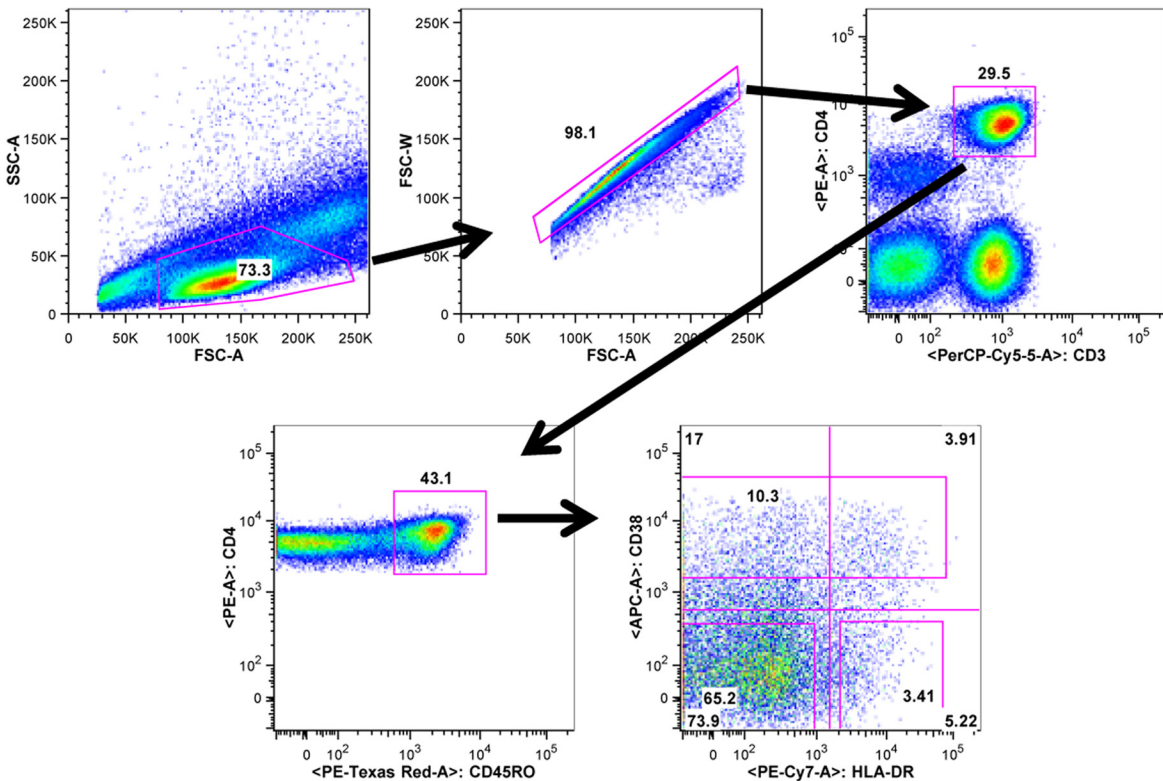 250K
200K
150K
100K
50K
0
SSC-A
73.3
0 50K 100K 150K 200K 250K
FSC-A
250K
200K
150K
100K
50K
0
FSC-W
98.1
0 50K 100K 150K 200K 250K
FSC-A
10^5
10
10^3
0
0
<PE-A>: CD4
29.5
0 10^2 10^3 10^4 10^5
<PerCP-Cy5-5-A>: CD3
10^5
10^4
10^3
10^2
0
<PE-A>: CD4
43.1
0 10^2 10^3 10^4 10^5
<PE-Texas Red-A>: CD45RO
10^5
10^4
10^3
10^2
0
<APC-A>: CD38
17 3.91
10.3
65.2 3.41
73.9 5.22
0 10^2 10^3 10^4 10^5
<PE-Cy7-A>: HLA-DR